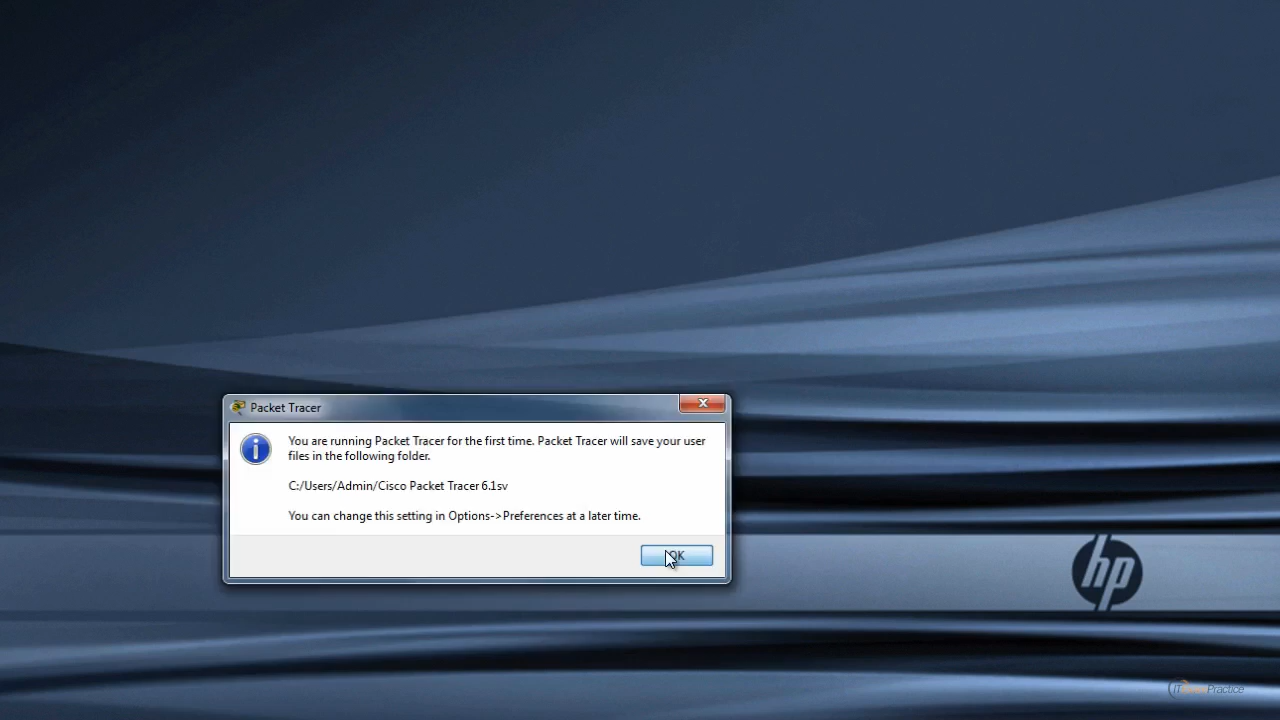 Packet Tracer
You are running Packet Tracer for the first time. Packet Tracer will save your user
files in the following folder.
C:/Users/Admin/Cisco Packet Tracer 6.1sv
You can change this setting in Options->Preferences at a later time.
OK
hp
Practice